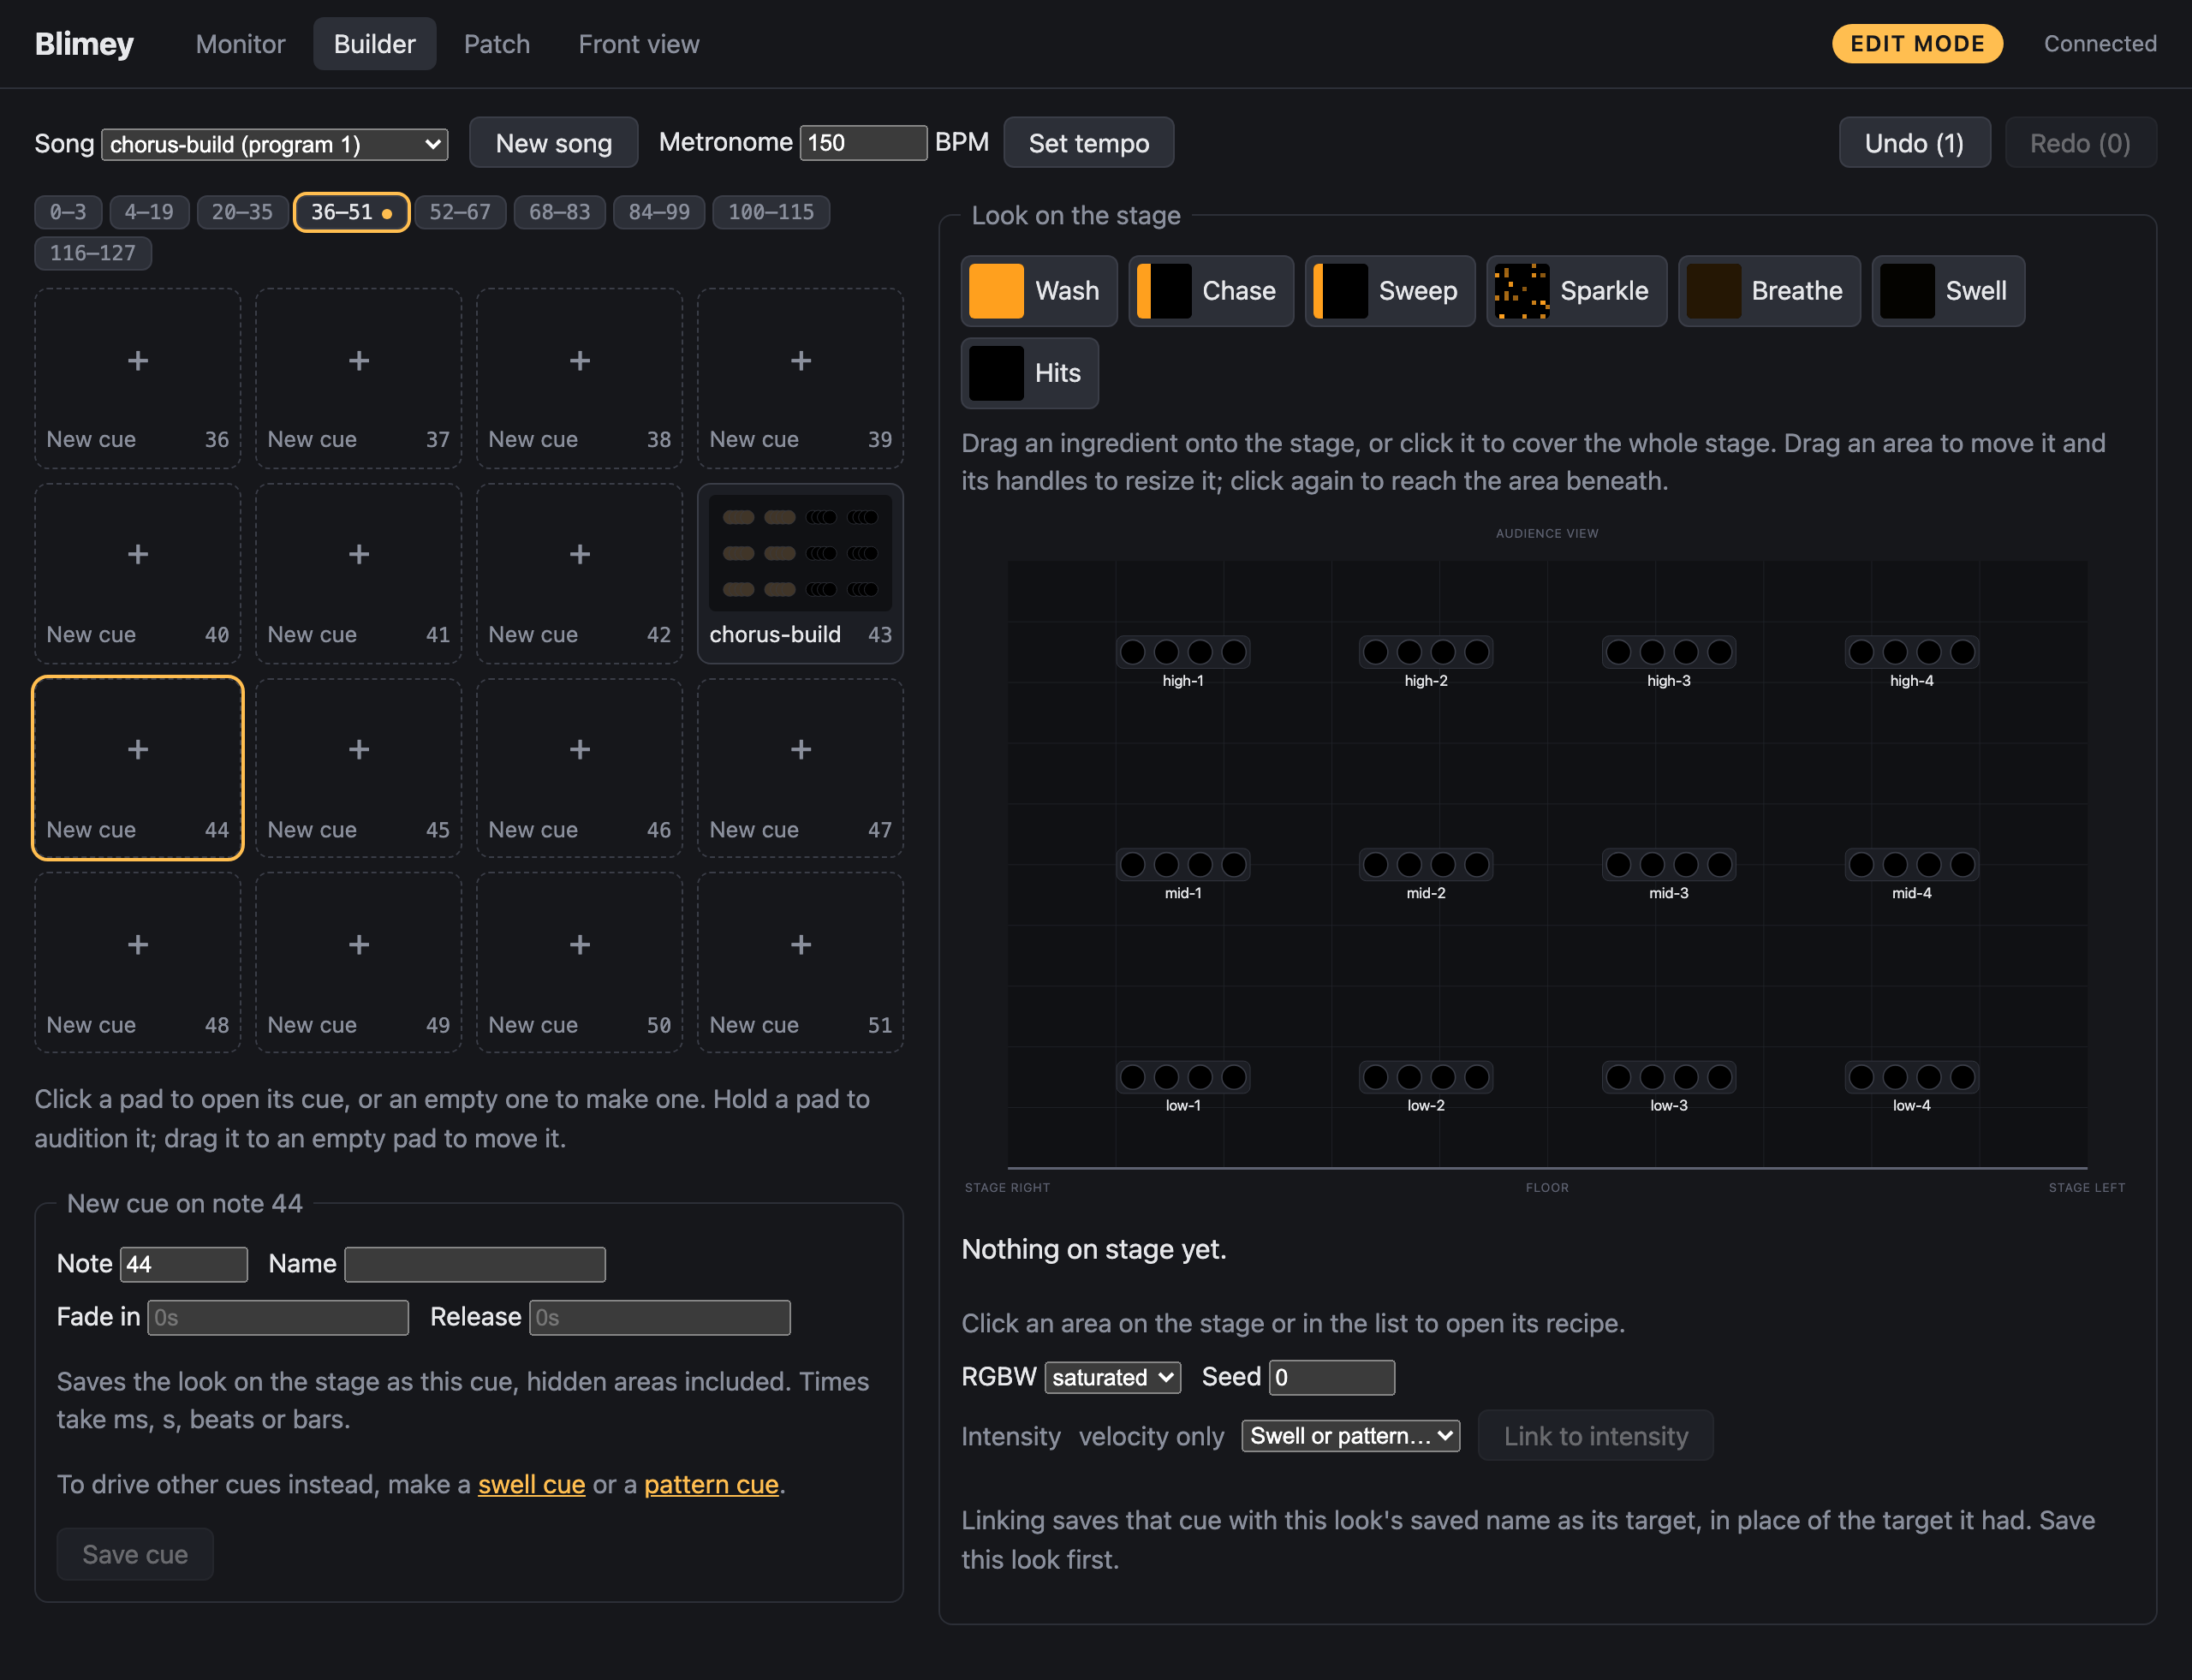 Blimey Monitor Builder Patch Front view EDIT MODE Connected
Song chorus-build (program 1) New song Metronome 150 BPM Set tempo Undo (1) Redo (0)
0–3 4–19 20–35 36–51 52–67 68–83 84–99 100–115
116–127
+ + + +
New cue 36 New cue 37 New cue 38 New cue 39
+ + +
New cue 40 New cue 41 New cue 42 chorus-build 43
+ + + +
New cue 44 New cue 45 New cue 46 New cue 47
+ + + +
New cue 48 New cue 49 New cue 50 New cue 51
Click a pad to open its cue, or an empty one to make one. Hold a pad to
audition it; drag it to an empty pad to move it.
New cue on note 44
Note 44 Name
Fade in 0s Release 0s
Saves the look on the stage as this cue, hidden areas included. Times
take ms, s, beats or bars.
To drive other cues instead, make a swell cue or a pattern cue.
Save cue
Look on the stage
Wash Chase Sweep Sparkle Breathe Swell
Hits
Drag an ingredient onto the stage, or click it to cover the whole stage. Drag an area to move it and
its handles to resize it; click again to reach the area beneath.
AUDIENCE VIEW
high-1 high-2 high-3 high-4
mid-1 mid-2 mid-3 mid-4
low-1 low-2 low-3 low-4
STAGE RIGHT FLOOR STAGE LEFT
Nothing on stage yet.
Click an area on the stage or in the list to open its recipe.
RGBW saturated Seed 0
Intensity velocity only Swell or pattern... Link to intensity
Linking saves that cue with this look's saved name as its target, in place of the target it had. Save
this look first.